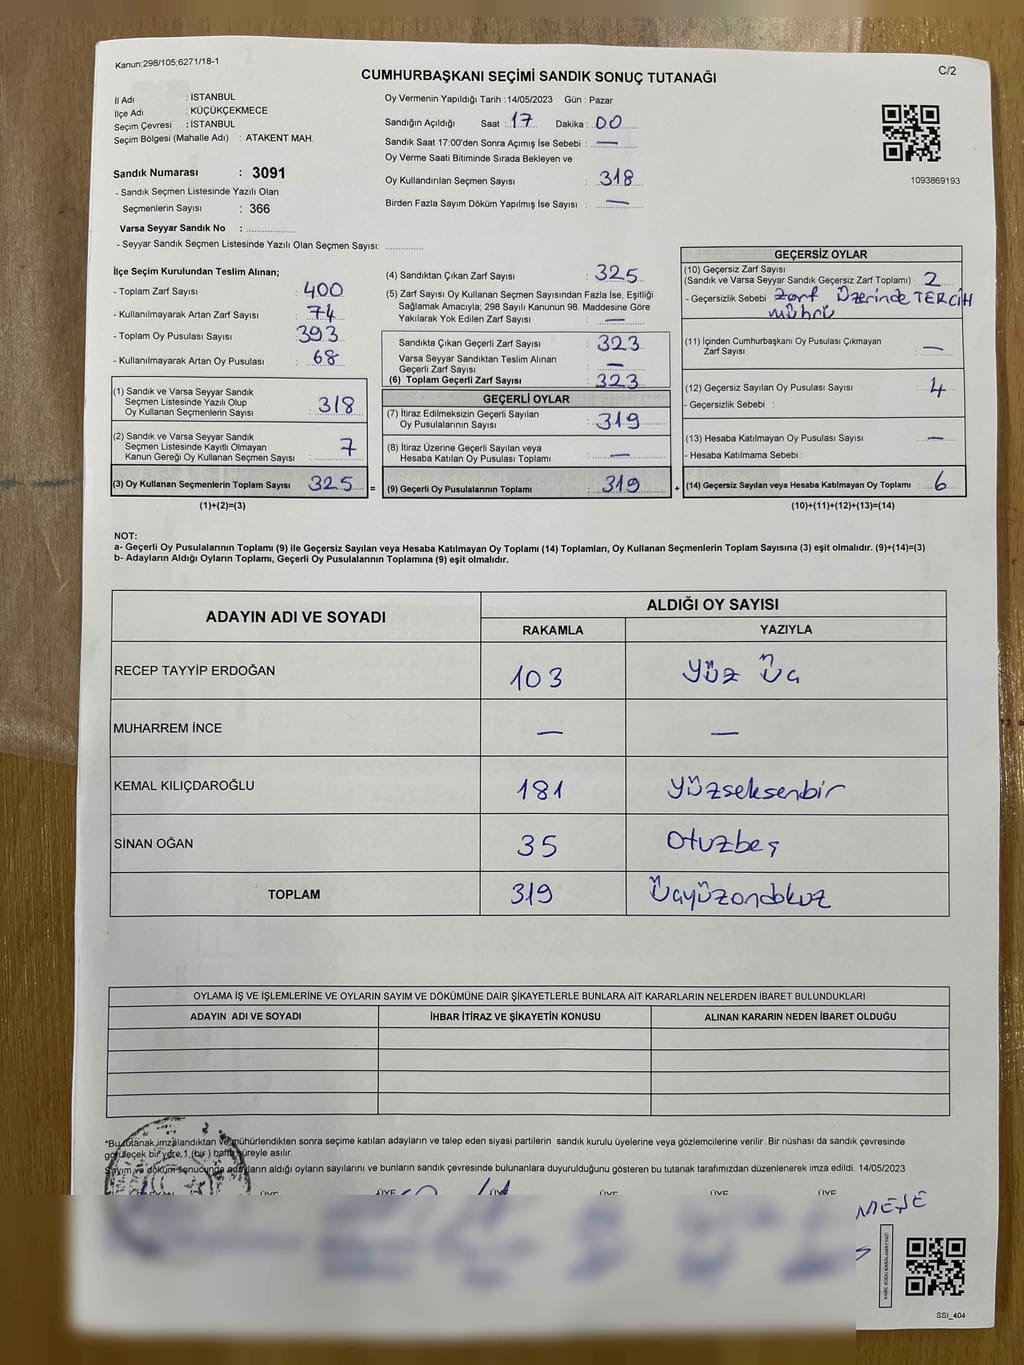 Kanun:298/105;6271/18-1
C/2
CUMHURBAŞKANI SEÇİMİ SANDIK SONUÇ TUTANAĞI
İl Adı : İSTANBUL
İlçe Adı : KÜÇÜKÇEKMECE
Seçim Çevresi : İSTANBUL
Seçim Bölgesi (Mahalle Adı) : ATAKENT MAH.
Sandık Numarası : 3091
- Sandık Seçmen Listesinde Yazılı Olan
Seçmenlerin Sayısı : 366
Varsa Seyyar Sandık No :
- Seyyar Sandık Seçmen Listesinde Yazılı Olan Seçmen Sayısı:
Oy Vermenin Yapıldığı Tarih : 14/05/2023 Gün : Pazar
Sandığın Açıldığı Saat : 17 Dakika : 00
Sandık Saat 17:00'den Sonra Açımış İse Sebebi : —
Oy Verme Saati Bitiminde Sırada Bekleyen ve
Oy Kullandırılan Seçmen Sayısı : 318
Birden Fazla Sayım Döküm Yapılmış İse Sayısı : —
1093869193
İlçe Seçim Kurulundan Teslim Alınan;
- Toplam Zarf Sayısı : 400
- Kullanılmayarak Artan Zarf Sayısı : 74
- Toplam Oy Pusulası Sayısı : 393
- Kullanılmayarak Artan Oy Pusulası : 68
(1) Sandık ve Varsa Seyyar Sandık
Seçmen Listesinde Yazılı Olup
Oy Kullanan Seçmenlerin Sayısı : 318
(2) Sandık ve Varsa Seyyar Sandık
Seçmen Listesinde Kayıtlı Olmayan
Kanun Gereği Oy Kullanan Seçmen Sayısı : 7
(3) Oy Kullanan Seçmenlerin Toplam Sayısı : 325 =
(1)+(2)=(3)
(4) Sandıktan Çıkan Zarf Sayısı : 325
(5) Zarf Sayısı Oy Kullanan Seçmen Sayısından Fazla İse, Eşitliği
Sağlamak Amacıyla; 298 Sayılı Kanunun 98. Maddesine Göre
Yakılarak Yok Edilen Zarf Sayısı : —
Sandıkta Çıkan Geçerli Zarf Sayısı : 323
Varsa Seyyar Sandıktan Teslim Alınan
Geçerli Zarf Sayısı : —
(6) Toplam Geçerli Zarf Sayısı : 323
GEÇERLİ OYLAR
(7) İtiraz Edilmeksizin Geçerli Sayılan
Oy Pusulalarının Sayısı : 319
(8) İtiraz Üzerine Geçerli Sayılan veya
Hesaba Katılan Oy Pusulası Toplamı : —
(9) Geçerli Oy Pusulalarının Toplamı : 319 +
GEÇERSİZ OYLAR
(10) Geçersiz Zarf Sayısı
(Sandık ve Varsa Seyyar Sandık Geçersiz Zarf Toplamı) : 2
- Geçersizlik Sebebi : zarf üzerinde TERCİH
mührü
(11) İçinden Cumhurbaşkanı Oy Pusulası Çıkmayan
Zarf Sayısı : —
(12) Geçersiz Sayılan Oy Pusulası Sayısı : 4
- Geçersizlik Sebebi :
(13) Hesaba Katılmayan Oy Pusulası Sayısı : —
- Hesaba Katılmama Sebebi :
(14) Geçersiz Sayılan veya Hesaba Katılmayan Oy Toplamı : 6
(10)+(11)+(12)+(13)=(14)
NOT:
a- Geçerli Oy Pusulalarının Toplamı (9) ile Geçersiz Sayılan veya Hesaba Katılmayan Oy Toplamı (14) Toplamları, Oy Kullanan Seçmenlerin Toplam Sayısına (3) eşit olmalıdır. (9)+(14)=(3)
b- Adayların Aldığı Oyların Toplamı, Geçerli Oy Pusulalarının Toplamına (9) eşit olmalıdır.
ADAYIN ADI VE SOYADI ALDIĞI OY SAYISI
RAKAMLA YAZIYLA
RECEP TAYYİP ERDOĞAN 103 Yüz üç
MUHARREM İNCE — —
KEMAL KILIÇDAROĞLU 181 Yüzseksenbir
SİNAN OĞAN 35 Otuzbeş
TOPLAM 319 Üçyüzondokuz
OYLAMA İŞ VE İŞLEMLERİNE VE OYLARIN SAYIM VE DÖKÜMÜNE DAİR ŞİKAYETLERLE BUNLARA AİT KARARLARIN NELERDEN İBARET BULUNDUKLARI
ADAYIN ADI VE SOYADI İHBAR İTİRAZ VE ŞİKAYETİN KONUSU ALINAN KARARIN NEDEN İBARET OLDUĞU
*Bu tutanak imzalandıktan ve mühürlendikten sonra seçime katılan adayların ve talep eden siyasi partilerin sandık kurulu üyelerine veya gözlemcilerine verilir .Bir nüshası da sandık çevresinde
görülecek bir yere 1 (bir) hafta süreyle asılır.
Sayım ve döküm sonucunda adayların aldığı oyların sayılarını ve bunların sandık çevresinde bulunanlara duyurulduğunu gösteren bu tutanak tarafımızdan düzenlenerek imza edildi. 14/05/2023
BAŞKAN ÜYE ÜYE ÜYE ÜYE ÜYE ÜYE
MEŞE
SSI_404